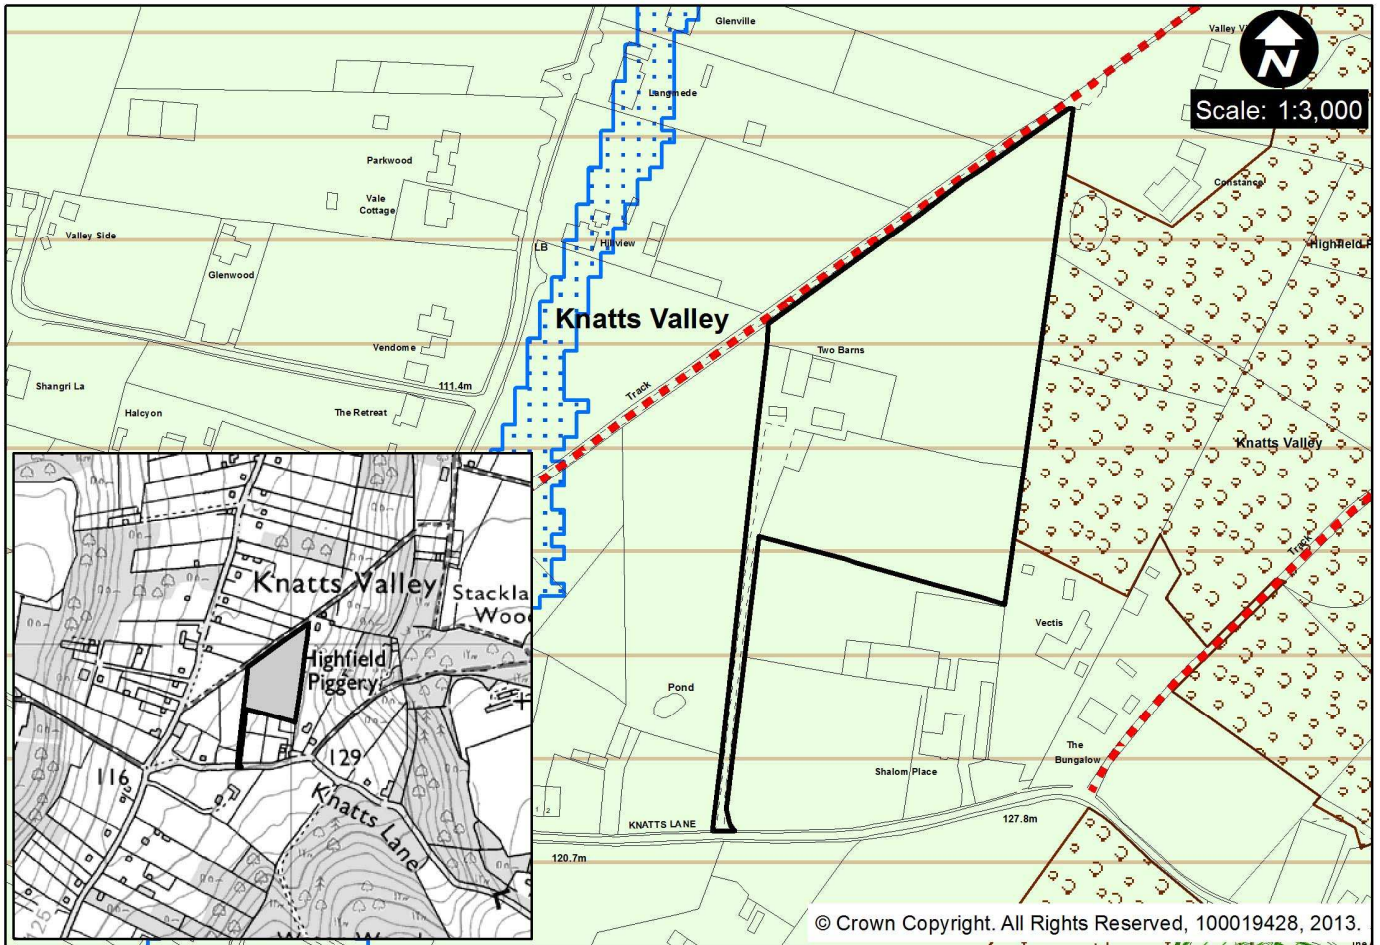 Glenville
Valley
N
Scale: 1:3,000
Langmede
Parkwood
Vale
Cottage
Constance
Valley Side
LB
Hillview
Highfield
Glenwood
Knatts Valley
Two Barns
Vendome
Track
111.4m
Shangri La
Halcyon
The Retreat
Knatts Valley
Track
Knatts Valley
Stackla
Woo
Highfield
Piggery
129
116
Knatts Lane
125
Vectis
Pond
The
Bungalow
Shalom Place
1 2
KNATTS LANE
127.8m
120.7m
© Crown Copyright. All Rights Reserved, 100019428, 2013.